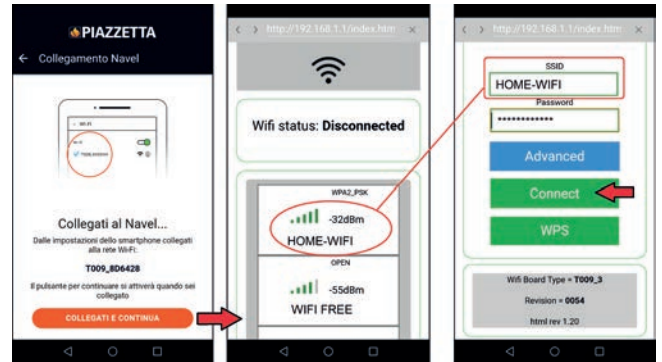 PIAZZETTA
Collegamento Navel
Collegati al Navel...
Dalle impostazioni dello smartphone collegati
alla rete Wi-Fi:
T009_8D6428
Il pulsante per continuare si attiverà quando sei
collegato
COLLEGATI E CONTINUA
http://192.168.1.1/index.htm
Wifi status: Disconnected
WPA2_PSK
-32dBm
HOME-WIFI
OPEN
-55dBm
WIFI FREE
http://192.168.1.1/index.htm
SSID
HOME-WIFI
Password
************
Advanced
Connect
WPS
Wifi Board Type = T009_3
Revision = 0054
html rev 1.20